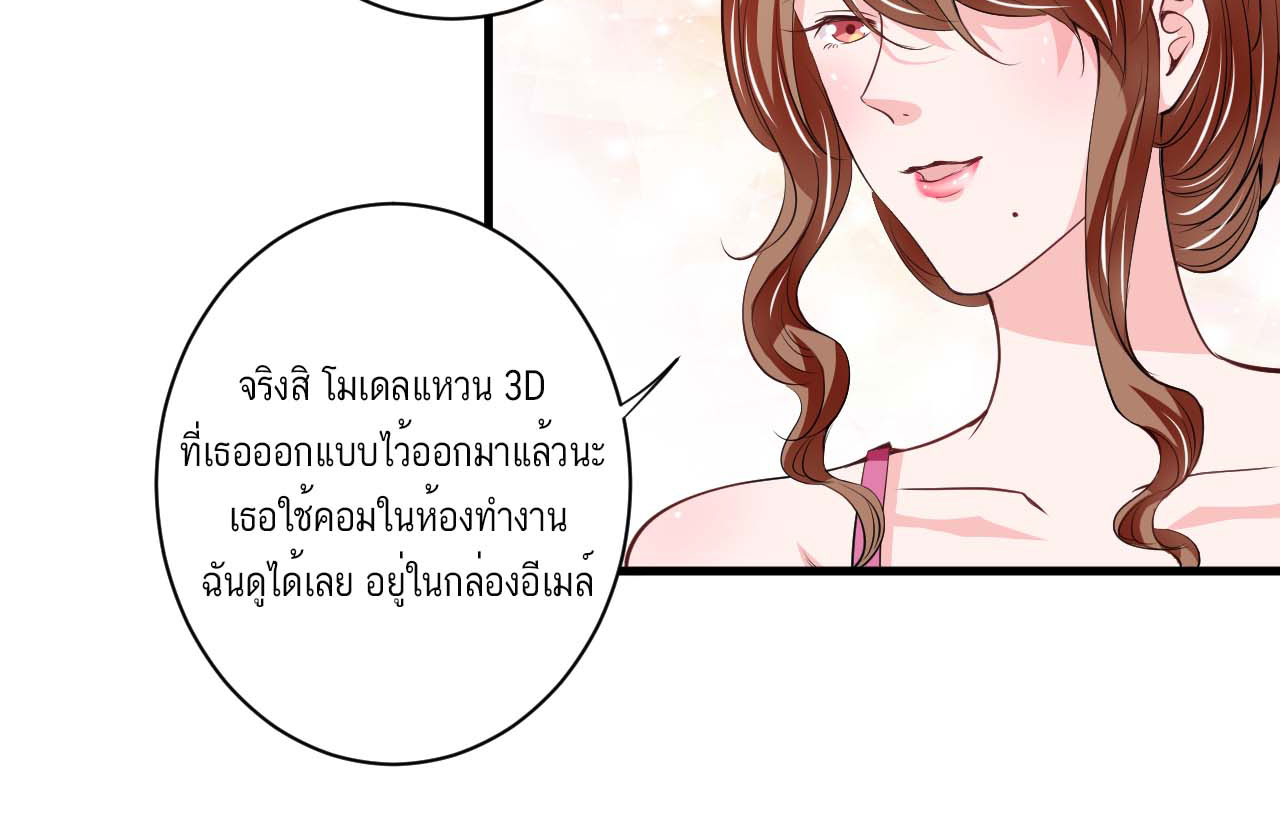 จริงสิ โมเดลแหวน 3D
ที่เธอออกแบบไว้ออกมาแล้วนะ
เธอใช้คอมในห้องทำงาน
ฉันดูได้เลย อยู่ในกล่องอีเมล์